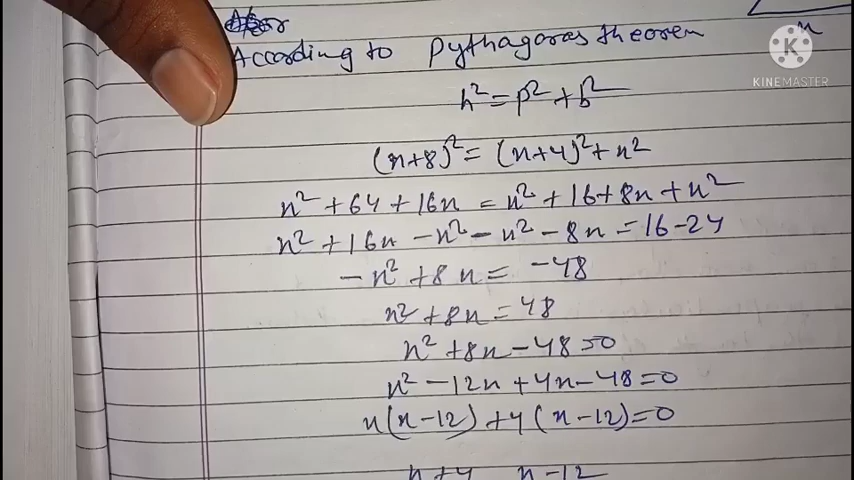 According to Pythagoras theorem
x
K
KINEMASTER
h² = p² + b²
(x+8)² = (x+4)² + x²
x² + 64 + 16x = x² + 16 + 8x + x²
x² + 16x - x² - x² - 8x = 16 - 24
- x² + 8x = -48
x² + 8x = 48
x² + 8x - 48 = 0
x² - 12x + 4x - 48 = 0
x(x - 12) + 4(x - 12) = 0
x + 4 x - 12